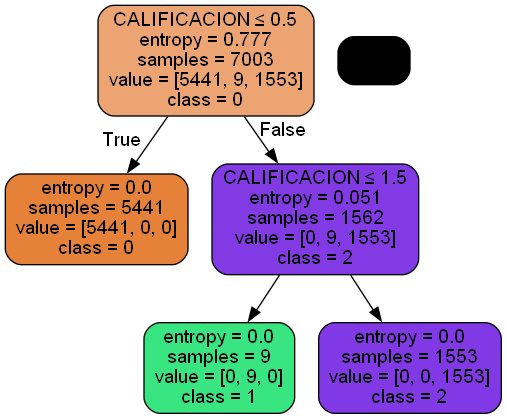 CALIFICACION ≤ 0.5
entropy = 0.777
samples = 7003
value = [5441, 9, 1553]
class = 0
True
False
entropy = 0.0
samples = 5441
value = [5441, 0, 0]
class = 0
CALIFICACION ≤ 1.5
entropy = 0.051
samples = 1562
value = [0, 9, 1553]
class = 2
entropy = 0.0
samples = 9
value = [0, 9, 0]
class = 1
entropy = 0.0
samples = 1553
value = [0, 0, 1553]
class = 2